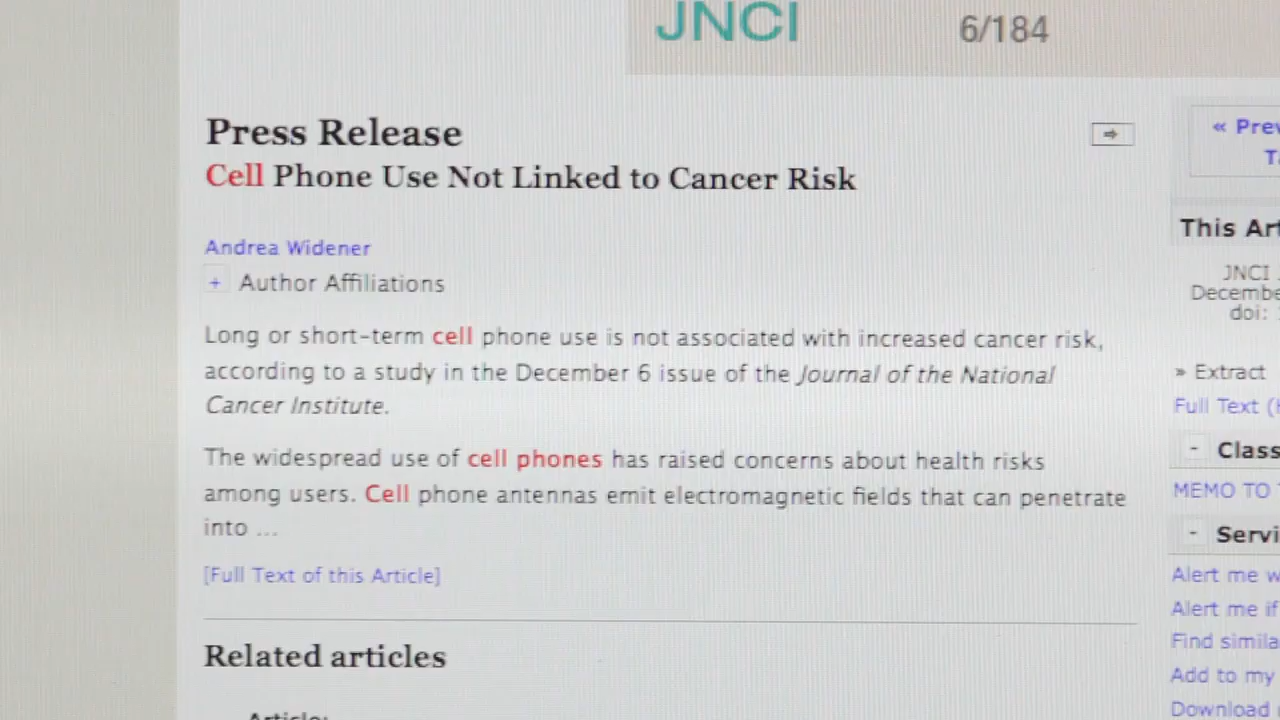 JNCI 6/184
Press Release
Cell Phone Use Not Linked to Cancer Risk
Andrea Widener
+ Author Affiliations
Long or short-term cell phone use is not associated with increased cancer risk,
according to a study in the December 6 issue of the Journal of the National
Cancer Institute.
The widespread use of cell phones has raised concerns about health risks
among users. Cell phone antennas emit electromagnetic fields that can penetrate
into ...
[Full Text of this Article]
Related articles
Article:
« Prev
T
This Art
JNCI
Decembe
doi:
» Extract
Full Text (
- Class
MEMO TO
- Servi
Alert me w
Alert me if
Find simila
Add to my
Download